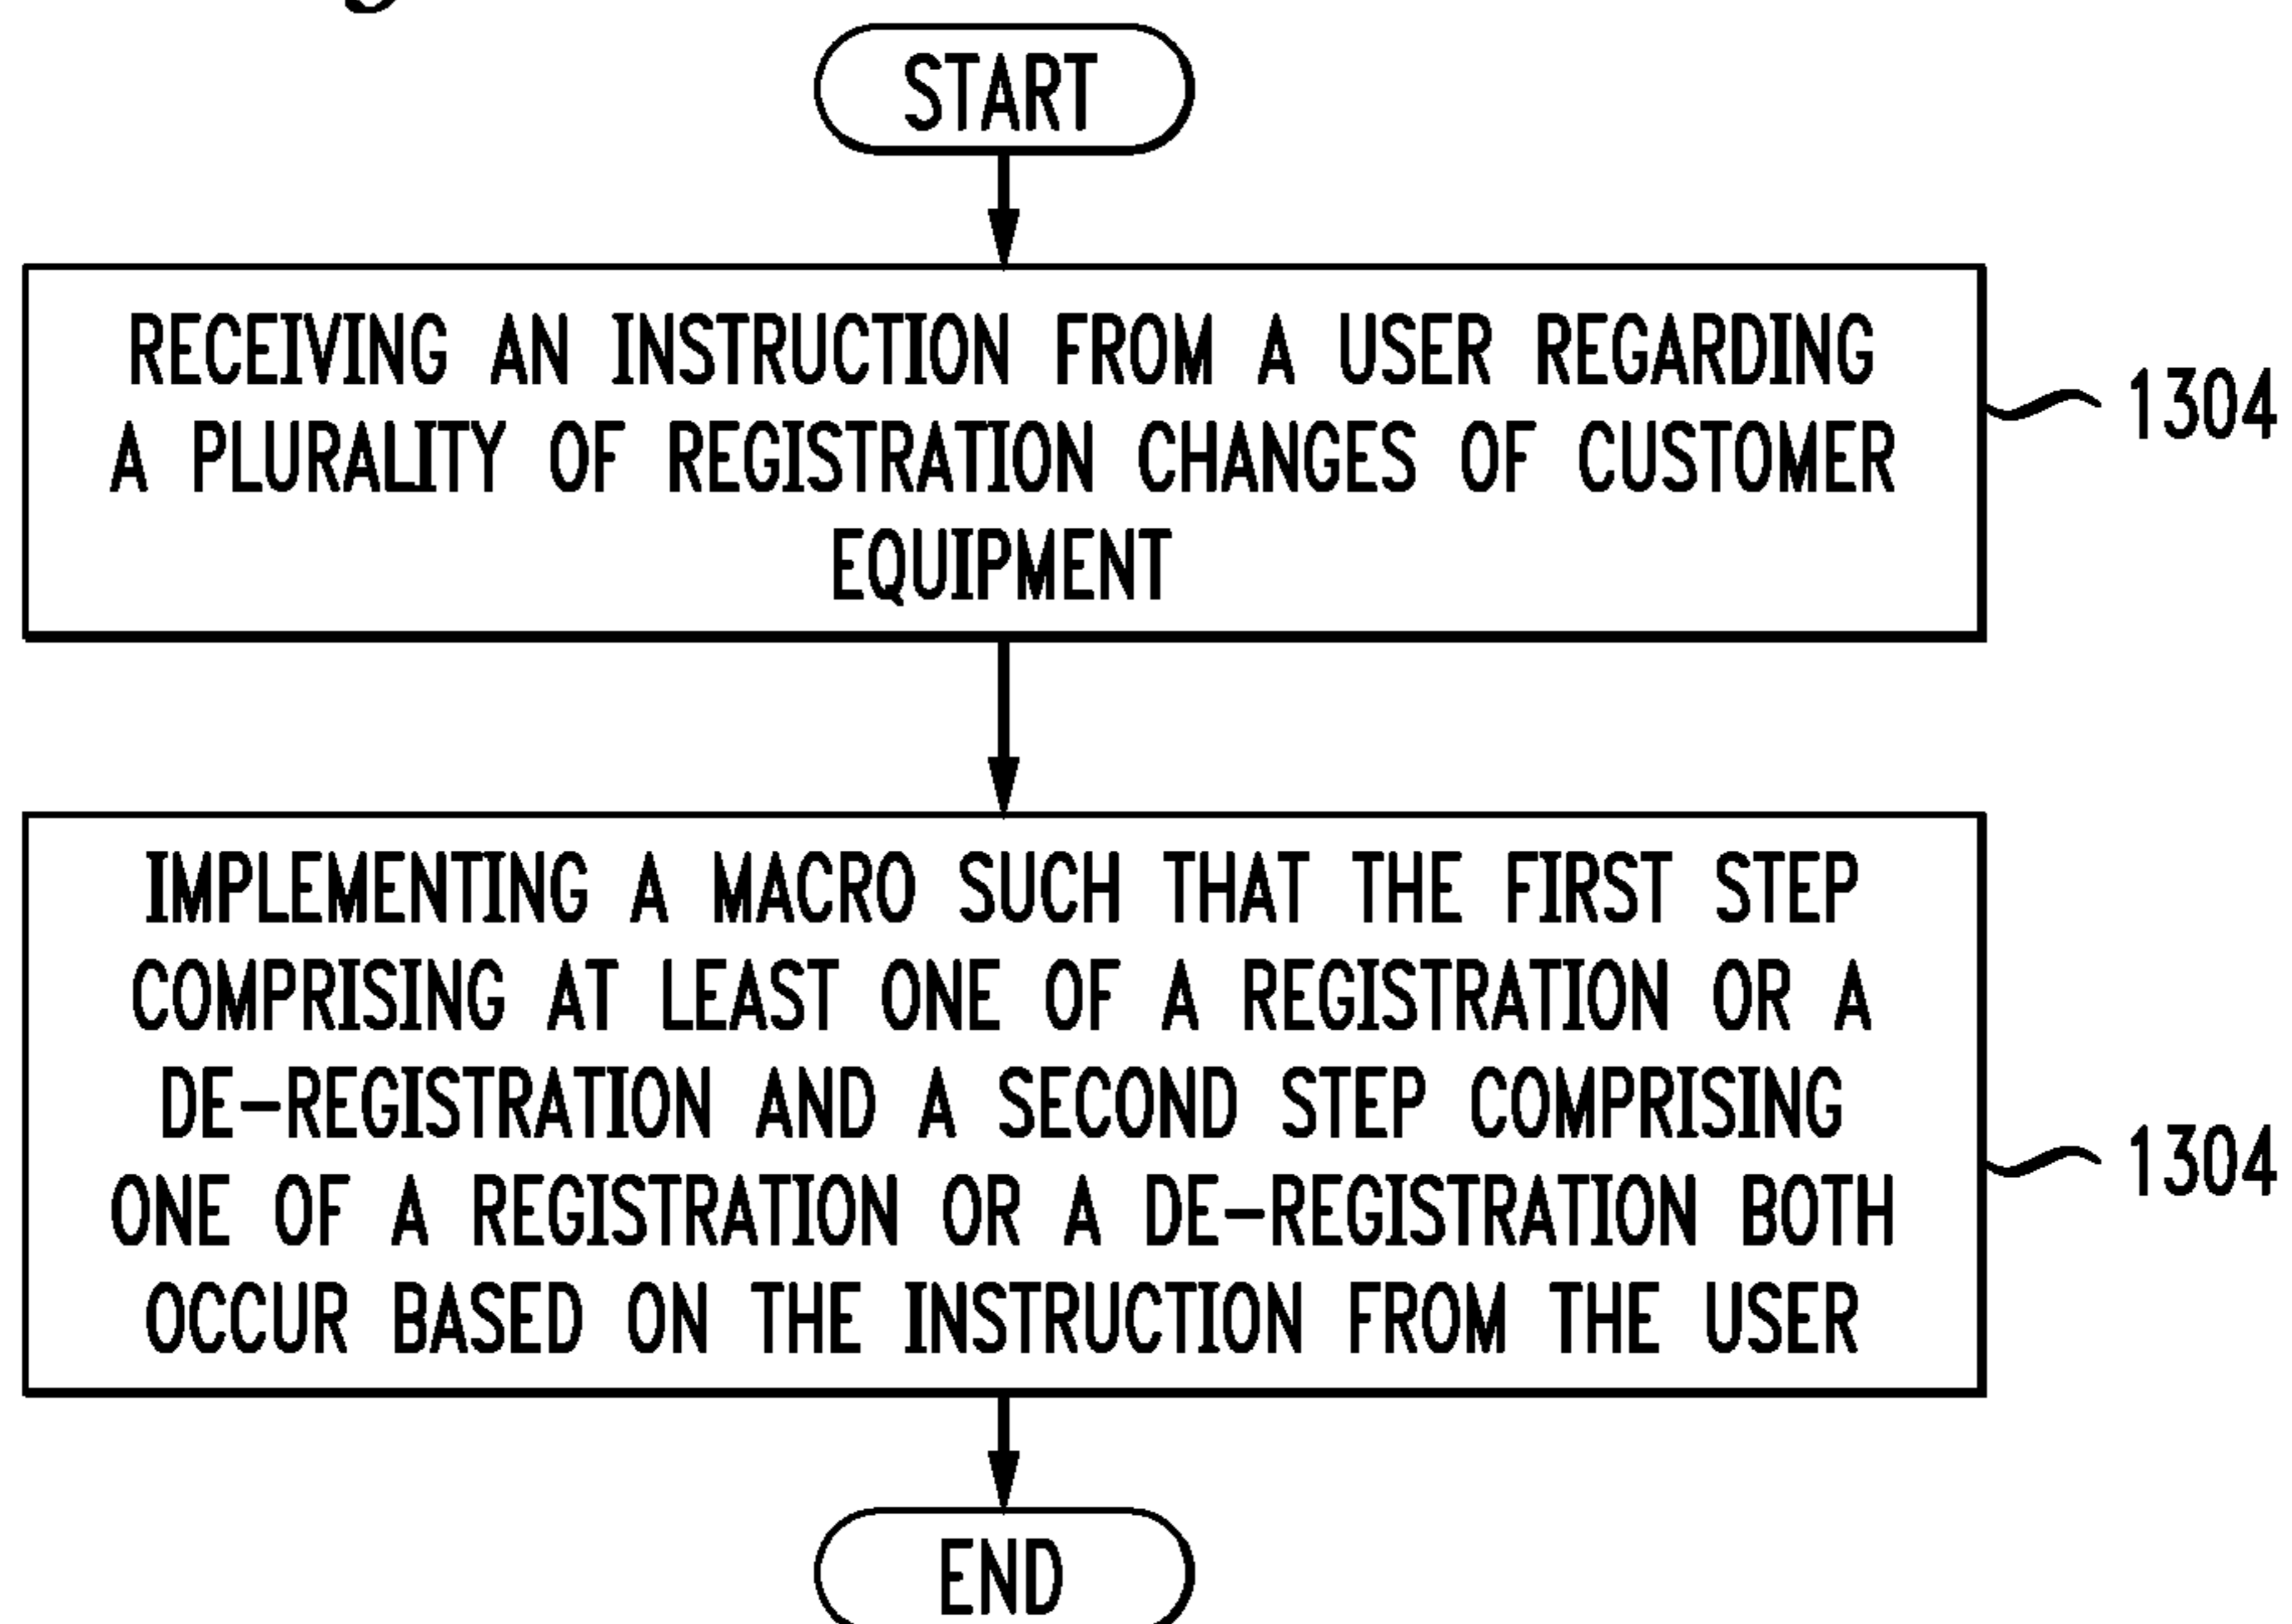 START
RECEIVING AN INSTRUCTION FROM A USER REGARDING
A PLURALITY OF REGISTRATION CHANGES OF CUSTOMER
EQUIPMENT
1304
IMPLEMENTING A MACRO SUCH THAT THE FIRST STEP
COMPRISING AT LEAST ONE OF A REGISTRATION OR A
DE-REGISTRATION AND A SECOND STEP COMPRISING
ONE OF A REGISTRATION OR A DE-REGISTRATION BOTH
OCCUR BASED ON THE INSTRUCTION FROM THE USER
1304
END